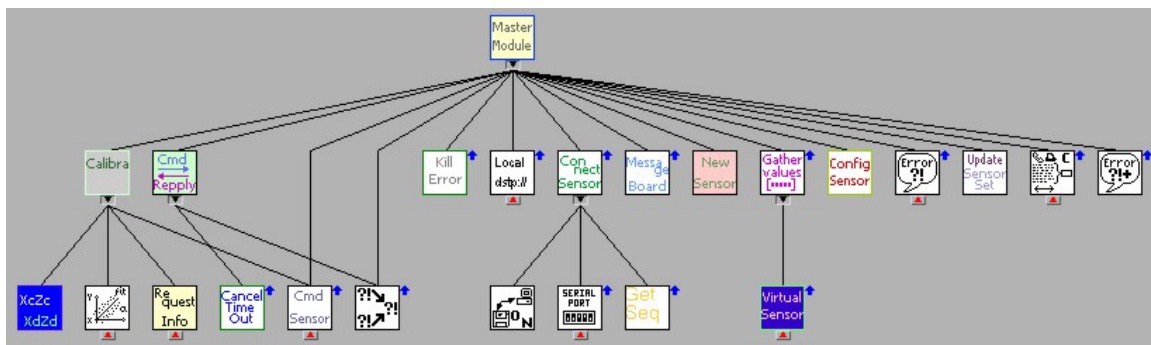 Master
Module
Calibra
Cmd
Repply
Kill
Error
Local
dstp://
Con
nect
Sensor
Messa
ge
Board
New
Sensor
Gather
values
[.....]
Config
Sensor
Error
?!
Update
Sensor
Set
C
Error
?!+
XcZc
XdZd
Y
fit
a
X
Re
quest
Info
Cancel
Time
Out
Cmd
Sensor
?!
?!
?!
ON
SERIAL
PORT
Get
Seq
Virtual
Sensor